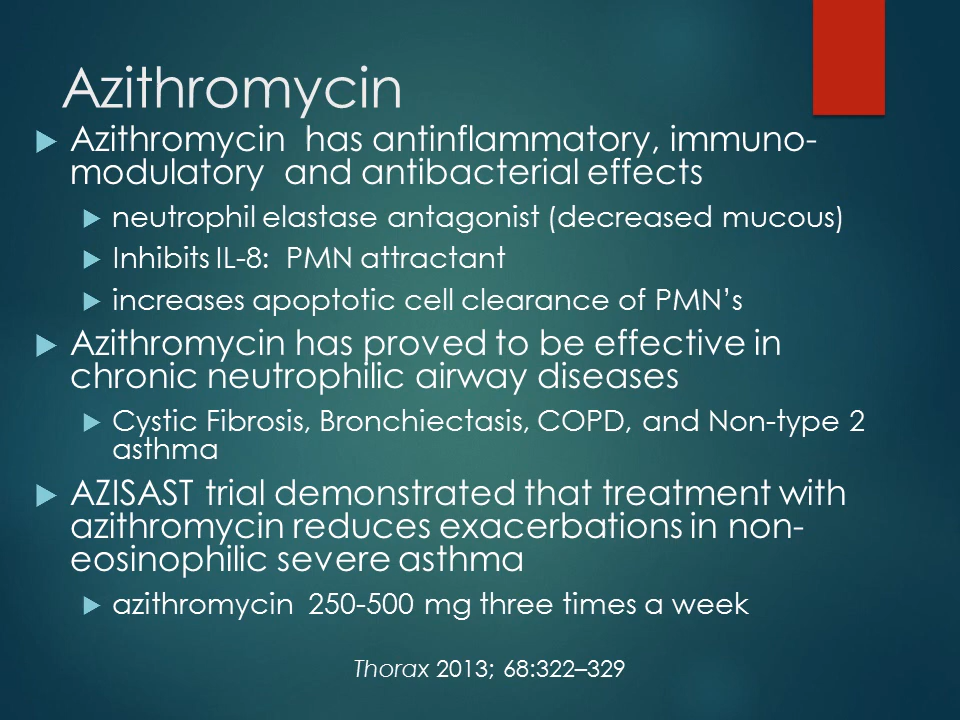 Azithromycin
Azithromycin  has antinflammatory, immuno-
modulatory  and antibacterial effects
neutrophil elastase antagonist (decreased mucous)
Inhibits IL-8:  PMN attractant
increases apoptotic cell clearance of PMN’s
Azithromycin has proved to be effective in
chronic neutrophilic airway diseases
Cystic Fibrosis, Bronchiectasis, COPD, and Non-type 2
asthma
AZISAST trial demonstrated that treatment with
azithromycin reduces exacerbations in non-
eosinophilic severe asthma
azithromycin  250-500 mg three times a week
Thorax 2013; 68:322–329